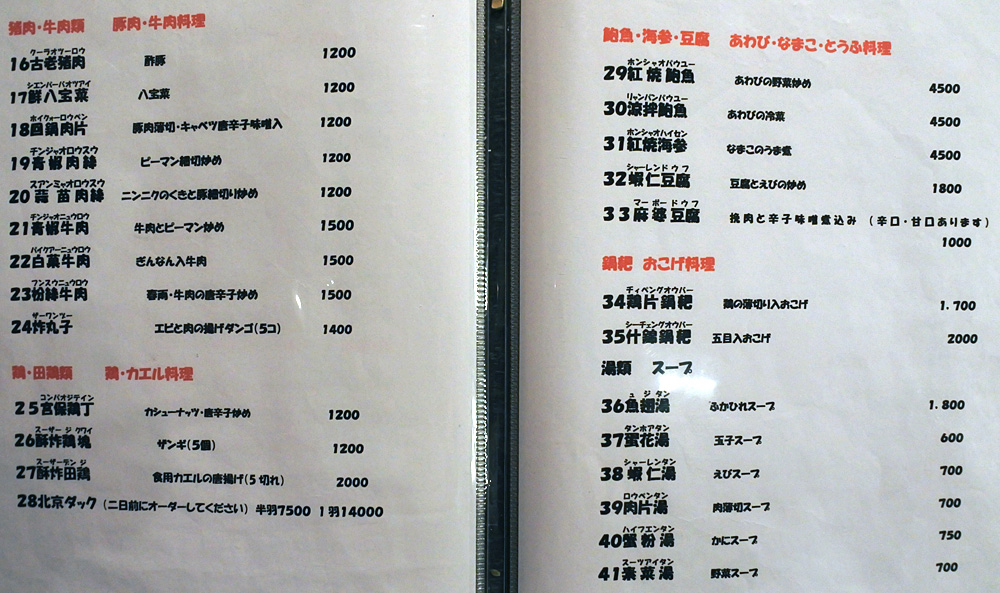 猪肉・牛肉類 豚肉・牛肉料理
クーラオツーロウ
16古老猪肉 酢豚 1200
シエンバーバオツアイ
17鮮八宝菜 八宝菜 1200
ホイクォーロウペン
18回鍋肉片 豚肉薄切・キャベツ唐辛子味噌入 1200
チンジャオロウスウ
19青椒肉絲 ピーマン細切炒め 1200
スアンミャオロウスウ
20蒜苗肉絲 ニンニクのくきと豚細切り炒め 1200
チンジャオニュウロウ
21青椒牛肉 牛肉とピーマン炒め 1500
パイクアーニュウロウ
22白菓牛肉 ぎんなん入牛肉 1500
フンスウニュウロウ
23粉絲牛肉 春雨・牛肉の唐辛子炒め 1500
ザーワンツー
24炸丸子 エビと肉の揚げダンゴ(5コ) 1400
鶏・田鶏類 鶏・カエル料理
コンバオジテイン
25宮保鶏丁 カシューナッツ・唐辛子炒め 1200
スーザー ジ クワイ
26酥炸鶏塊 ザンギ(5個) 1200
スーザーテン ジ
27酥炸田鶏 食用カエルの唐揚げ(5切れ) 2000
28北京ダック (二日前にオーダーしてください) 半羽7500 1羽14000
鮑魚・海参・豆腐 あわび・なまこ・とうふ料理
ホンシャオバウユー
29紅焼鮑魚 あわびの野菜炒め 4500
リャンバンバウユー
30涼拌鮑魚 あわびの冷菜 4500
ホンシャオハイセン
31紅焼海参 なまこのうま煮 4500
シャーレンドウフ
32蝦仁豆腐 豆腐とえびの炒め 1800
マーボードウフ
33麻婆豆腐 挽肉と辛子味噌煮込み (辛口・甘口あります)
1000
鍋粑 おこげ料理
ディペングオウバー
34鶏片鍋粑 鶏の薄切り入おこげ 1.700
シーチェングオウバー
35什錦鍋粑 五目入おこげ 2000
湯類 スープ
ユ ジ タン
36魚翅湯 ふかひれスープ 1.800
タンホアタン
37蛋花湯 玉子スープ 600
シャーレンタン
38蝦仁湯 えびスープ 700
ロウペンタン
39肉片湯 肉薄切スープ 700
ハイフエンタン
40蟹粉湯 かにスープ 750
スーツアイタン
41素菜湯 野菜スープ 700